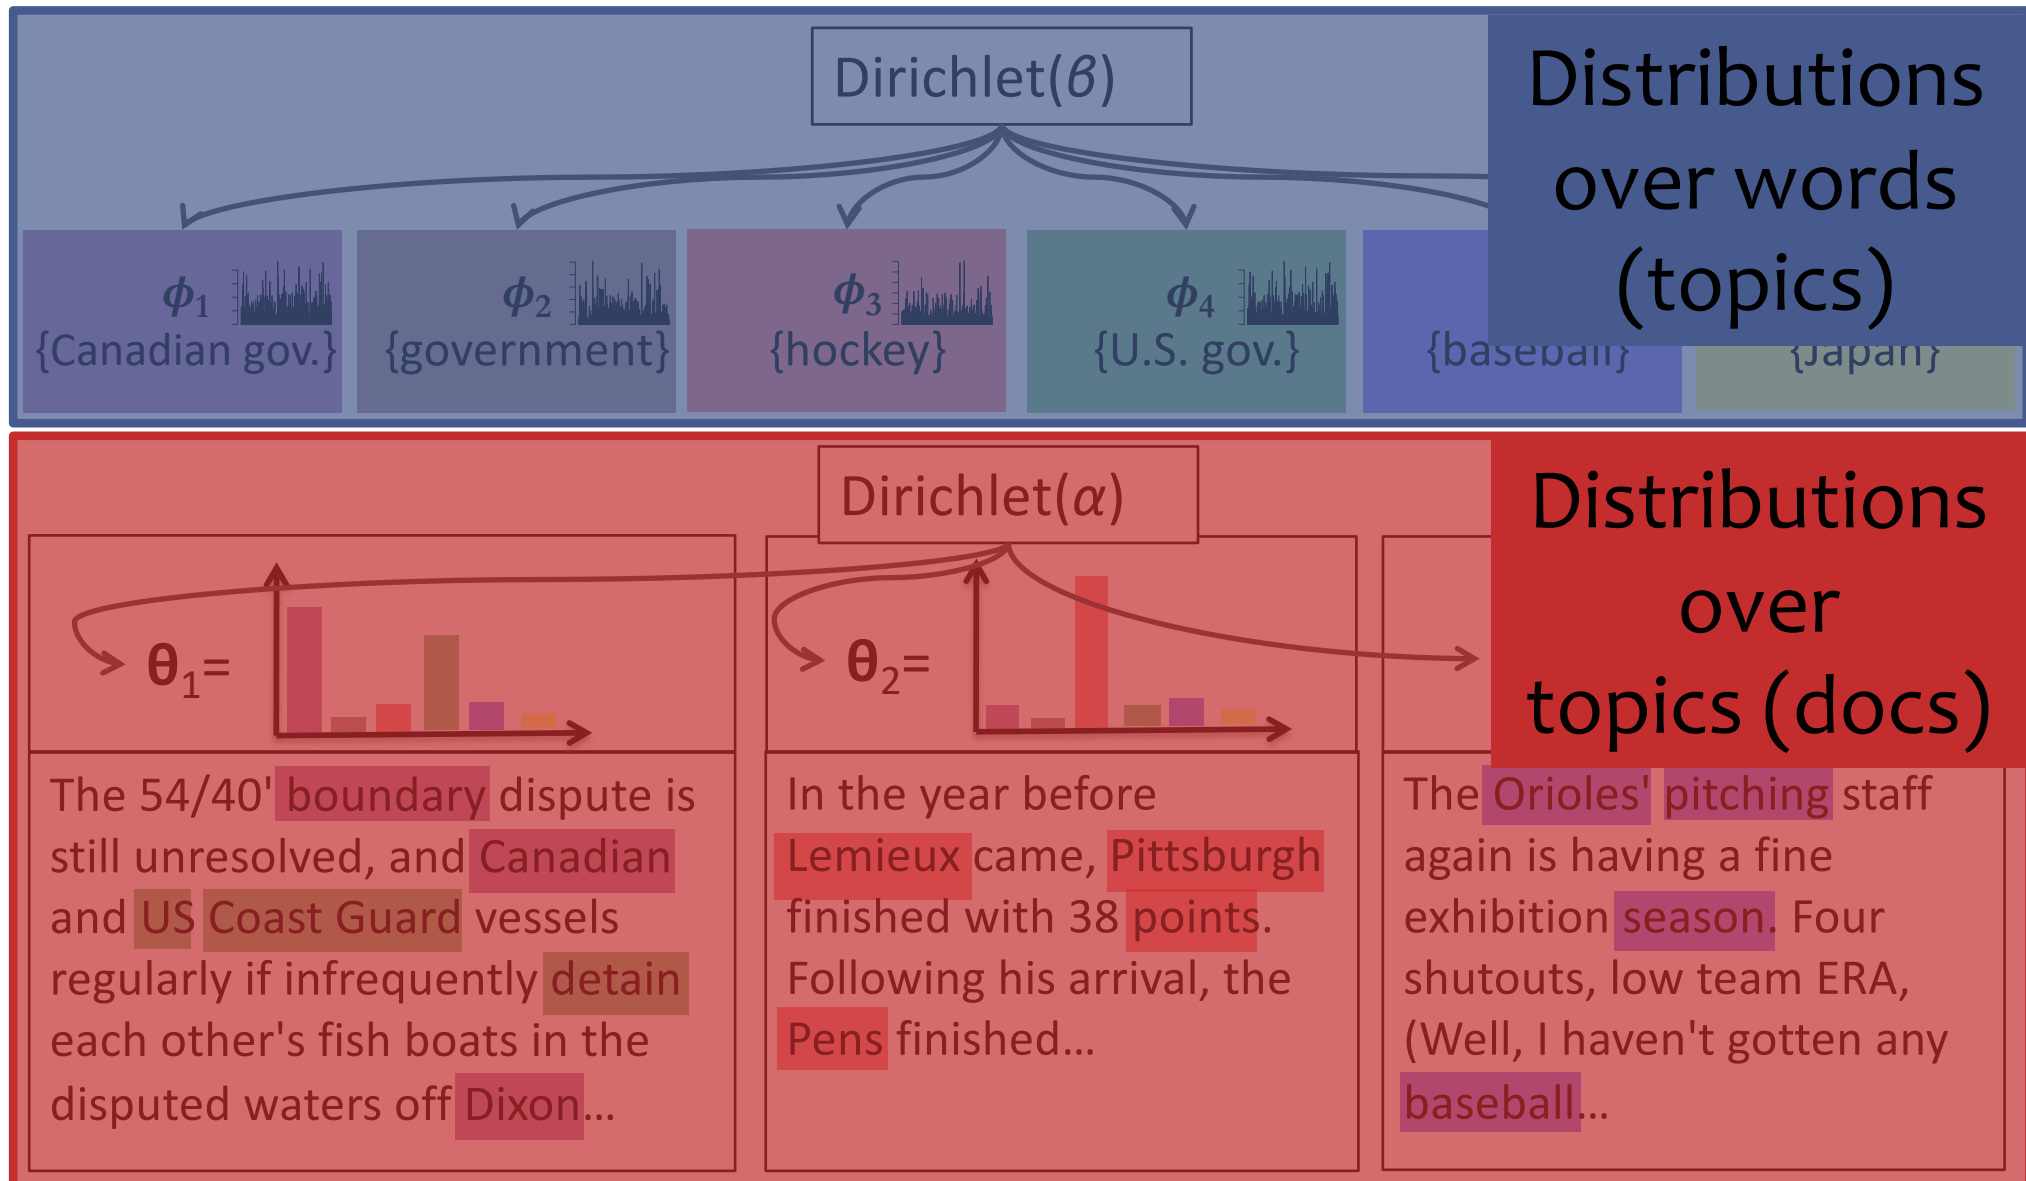 Dirichlet(β)
Distributions
over words
(topics)
ϕ1
ϕ2
ϕ3
ϕ4
{Canadian gov.}
{government}
{hockey}
{U.S. gov.}
{baseball}
{Japan}
Dirichlet(α)
Distributions
over
topics (docs)
θ1=
θ2=
The 54/40' boundary dispute is
still unresolved, and Canadian
and US Coast Guard vessels
regularly if infrequently detain
each other's fish boats in the
disputed waters off Dixon…
In the year before
Lemieux came, Pittsburgh
finished with 38 points.
Following his arrival, the
Pens finished…
The Orioles' pitching staff
again is having a fine
exhibition season. Four
shutouts, low team ERA,
(Well, I haven't gotten any
baseball…